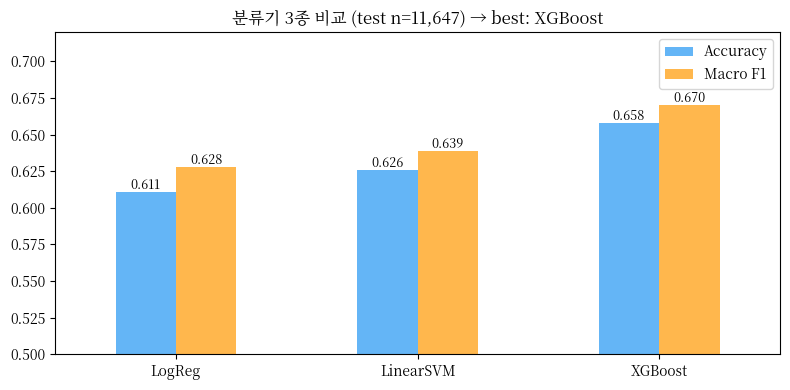 분류기 3종 비교 (test n=11,647) → best: XGBoost
Accuracy
Macro F1
0.700
0.675
0.650
0.625
0.600
0.575
0.550
0.525
0.500
0.611
0.628
0.626
0.639
0.658
0.670
LogReg
LinearSVM
XGBoost